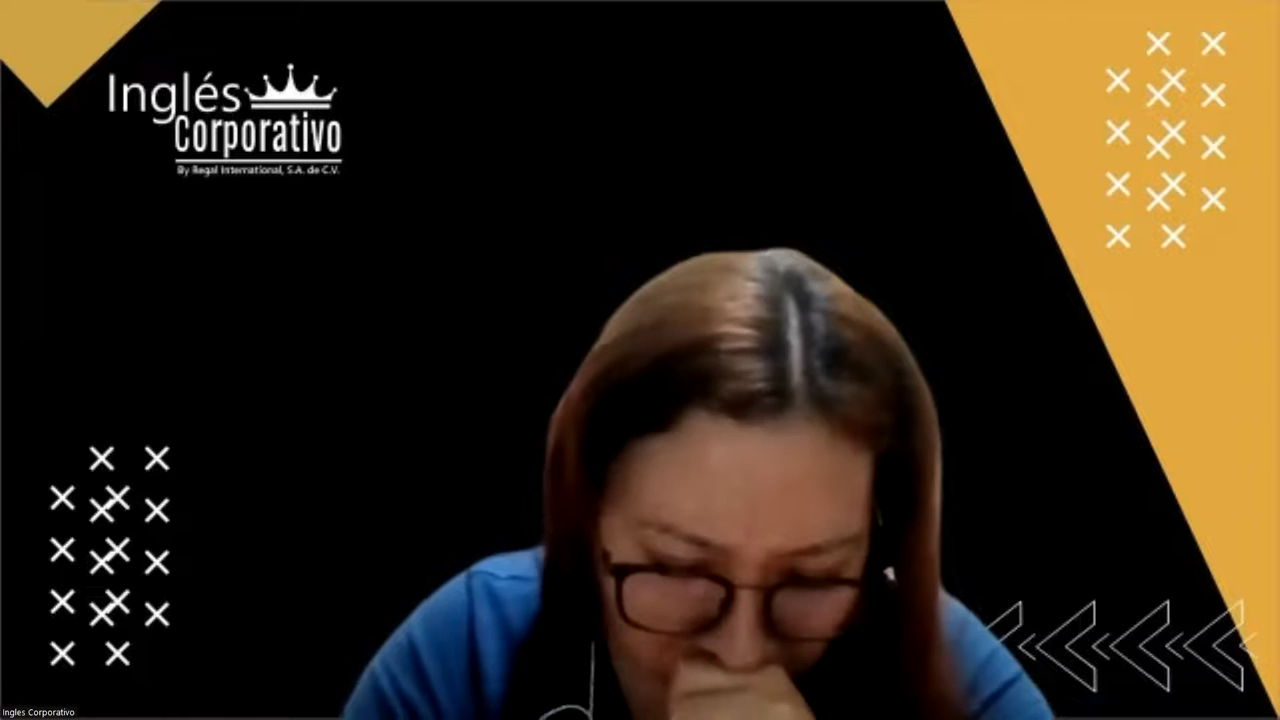 Inglés
Corporativo
By Regal International, S.A. de C.V.
Ingles Corporativo